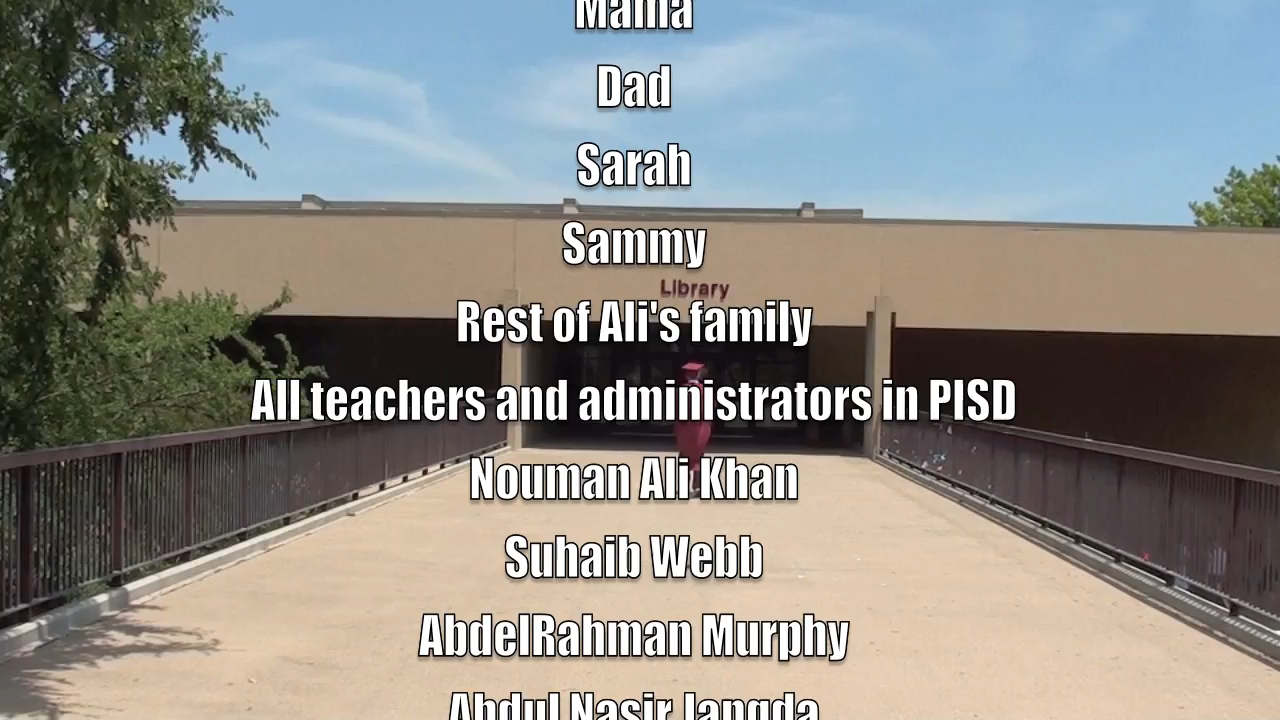 Mama
Dad
Sarah
Sammy
Library
Rest of Ali's family
All teachers and administrators in PISD
Nouman Ali Khan
Suhaib Webb
AbdelRahman Murphy
Abdul Nasir Jangda